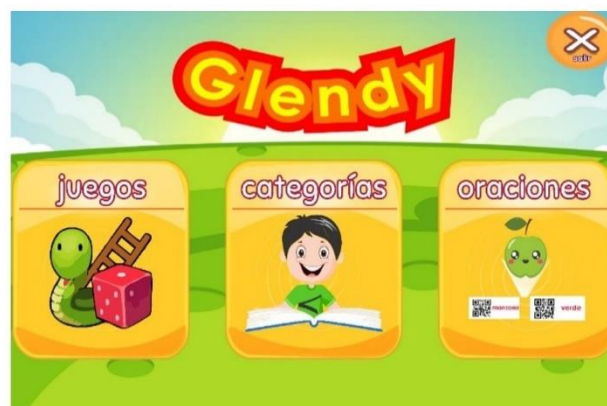 Glendy
salir
juegos
categorías
oraciones
manzana
verde